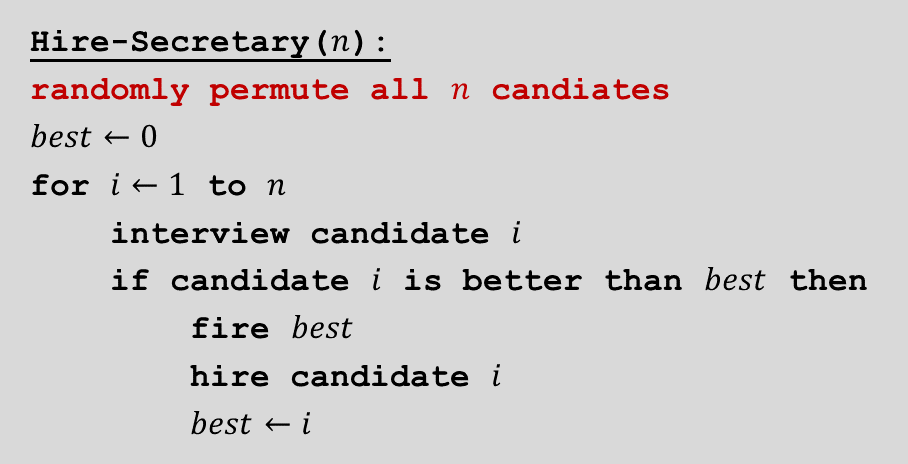 Hire-Secretary(n):
randomly permute all n candiates
best ← 0
for i ← 1 to n
interview candidate i
if candidate i is better than best then
fire best
hire candidate i
best ← i